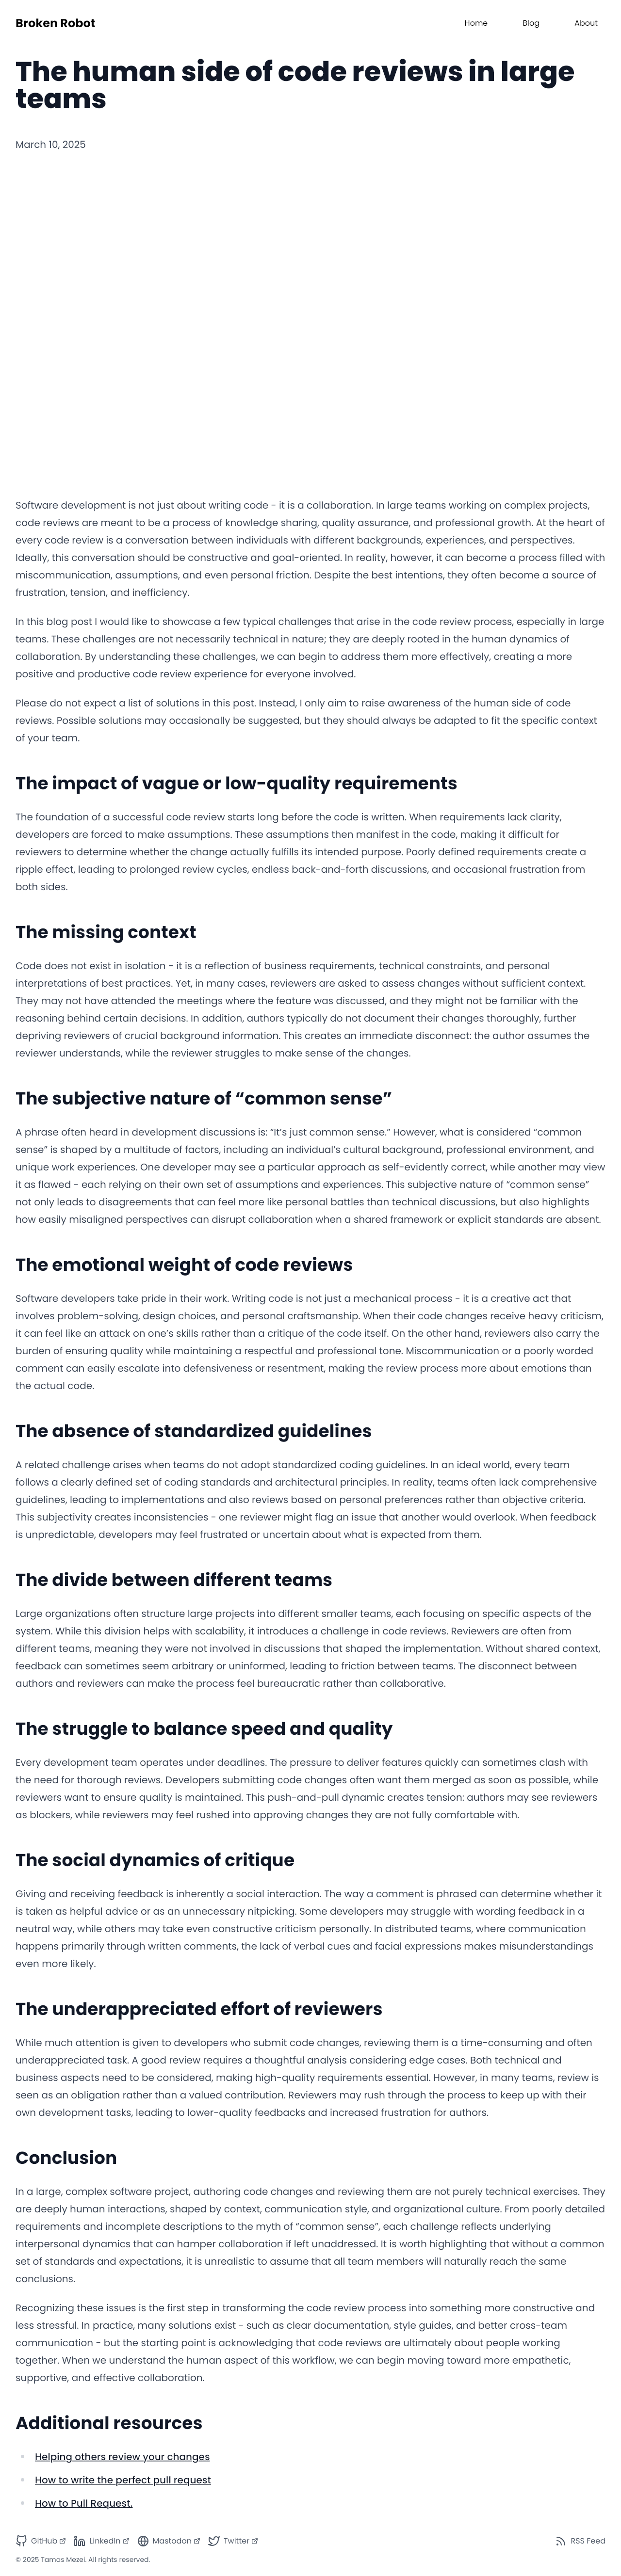 Broken Robot
Home
Blog
About
The human side of code reviews in large
teams
March 10, 2025
Software development is not just about writing code - it is a collaboration. In large teams working on complex projects,
code reviews are meant to be a process of knowledge sharing, quality assurance, and professional growth. At the heart of
every code review is a conversation between individuals with different backgrounds, experiences, and perspectives.
Ideally, this conversation should be constructive and goal-oriented. In reality, however, it can become a process filled with
miscommunication, assumptions, and even personal friction. Despite the best intentions, they often become a source of
frustration, tension, and inefficiency.
In this blog post I would like to showcase a few typical challenges that arise in the code review process, especially in large
teams. These challenges are not necessarily technical in nature; they are deeply rooted in the human dynamics of
collaboration. By understanding these challenges, we can begin to address them more effectively, creating a more
positive and productive code review experience for everyone involved.
Please do not expect a list of solutions in this post. Instead, I only aim to raise awareness of the human side of code
reviews. Possible solutions may occasionally be suggested, but they should always be adapted to fit the specific context
of your team.
The impact of vague or low-quality requirements
The foundation of a successful code review starts long before the code is written. When requirements lack clarity,
developers are forced to make assumptions. These assumptions then manifest in the code, making it difficult for
reviewers to determine whether the change actually fulfills its intended purpose. Poorly defined requirements create a
ripple effect, leading to prolonged review cycles, endless back-and-forth discussions, and occasional frustration from
both sides.
The missing context
Code does not exist in isolation - it is a reflection of business requirements, technical constraints, and personal
interpretations of best practices. Yet, in many cases, reviewers are asked to assess changes without sufficient context.
They may not have attended the meetings where the feature was discussed, and they might not be familiar with the
reasoning behind certain decisions. In addition, authors typically do not document their changes thoroughly, further
depriving reviewers of crucial background information. This creates an immediate disconnect: the author assumes the
reviewer understands, while the reviewer struggles to make sense of the changes.
The subjective nature of “common sense”
A phrase often heard in development discussions is: “It’s just common sense.” However, what is considered “common
sense” is shaped by a multitude of factors, including an individual’s cultural background, professional environment, and
unique work experiences. One developer may see a particular approach as self-evidently correct, while another may view
it as flawed - each relying on their own set of assumptions and experiences. This subjective nature of “common sense”
not only leads to disagreements that can feel more like personal battles than technical discussions, but also highlights
how easily misaligned perspectives can disrupt collaboration when a shared framework or explicit standards are absent.
The emotional weight of code reviews
Software developers take pride in their work. Writing code is not just a mechanical process - it is a creative act that
involves problem-solving, design choices, and personal craftsmanship. When their code changes receive heavy criticism,
it can feel like an attack on one’s skills rather than a critique of the code itself. On the other hand, reviewers also carry the
burden of ensuring quality while maintaining a respectful and professional tone. Miscommunication or a poorly worded
comment can easily escalate into defensiveness or resentment, making the review process more about emotions than
the actual code.
The absence of standardized guidelines
A related challenge arises when teams do not adopt standardized coding guidelines. In an ideal world, every team
follows a clearly defined set of coding standards and architectural principles. In reality, teams often lack comprehensive
guidelines, leading to implementations and also reviews based on personal preferences rather than objective criteria.
This subjectivity creates inconsistencies - one reviewer might flag an issue that another would overlook. When feedback
is unpredictable, developers may feel frustrated or uncertain about what is expected from them.
The divide between different teams
Large organizations often structure large projects into different smaller teams, each focusing on specific aspects of the
system. While this division helps with scalability, it introduces a challenge in code reviews. Reviewers are often from
different teams, meaning they were not involved in discussions that shaped the implementation. Without shared context,
feedback can sometimes seem arbitrary or uninformed, leading to friction between teams. The disconnect between
authors and reviewers can make the process feel bureaucratic rather than collaborative.
The struggle to balance speed and quality
Every development team operates under deadlines. The pressure to deliver features quickly can sometimes clash with
the need for thorough reviews. Developers submitting code changes often want them merged as soon as possible, while
reviewers want to ensure quality is maintained. This push-and-pull dynamic creates tension: authors may see reviewers
as blockers, while reviewers may feel rushed into approving changes they are not fully comfortable with.
The social dynamics of critique
Giving and receiving feedback is inherently a social interaction. The way a comment is phrased can determine whether it
is taken as helpful advice or as an unnecessary nitpicking. Some developers may struggle with wording feedback in a
neutral way, while others may take even constructive criticism personally. In distributed teams, where communication
happens primarily through written comments, the lack of verbal cues and facial expressions makes misunderstandings
even more likely.
The underappreciated effort of reviewers
While much attention is given to developers who submit code changes, reviewing them is a time-consuming and often
underappreciated task. A good review requires a thoughtful analysis considering edge cases. Both technical and
business aspects need to be considered, making high-quality requirements essential. However, in many teams, review is
seen as an obligation rather than a valued contribution. Reviewers may rush through the process to keep up with their
own development tasks, leading to lower-quality feedbacks and increased frustration for authors.
Conclusion
In a large, complex software project, authoring code changes and reviewing them are not purely technical exercises. They
are deeply human interactions, shaped by context, communication style, and organizational culture. From poorly detailed
requirements and incomplete descriptions to the myth of “common sense”, each challenge reflects underlying
interpersonal dynamics that can hamper collaboration if left unaddressed. It is worth highlighting that without a common
set of standards and expectations, it is unrealistic to assume that all team members will naturally reach the same
conclusions.
Recognizing these issues is the first step in transforming the code review process into something more constructive and
less stressful. In practice, many solutions exist - such as clear documentation, style guides, and better cross-team
communication - but the starting point is acknowledging that code reviews are ultimately about people working
together. When we understand the human aspect of this workflow, we can begin moving toward more empathetic,
supportive, and effective collaboration.
Additional resources
Helping others review your changes
How to write the perfect pull request
How to Pull Request.
GitHub
LinkedIn
Mastodon
Twitter
RSS Feed
© 2025 Tamas Mezei. All rights reserved.